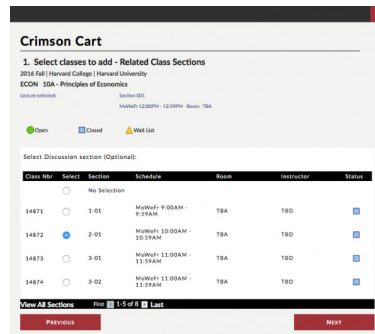 Crimson Cart
1. Select classes to add - Related Class Sections
2016 Fall | Harvard College | Harvard University
ECON 10A - Principles of Economics
Lecture selected Section 001
MoWeFr 12:00PM - 12:59PM Room: TBA
Open Closed Wait List
Select Discussion section (Optional):
Class Nbr Select Section Schedule Room Instructor Status
No Selection
14871 1-01 MoWeFr 9:00AM - 9:59AM TBA TBD
14872 2-01 MoWeFr 10:00AM - 10:59AM TBA TBD
14873 3-01 MoWeFr 11:00AM - 11:59AM TBA TBD
14874 3-02 MoWeFr 11:00AM - 11:59AM TBA TBD
View All Sections First 1-5 of 8 Last
PREVIOUS NEXT